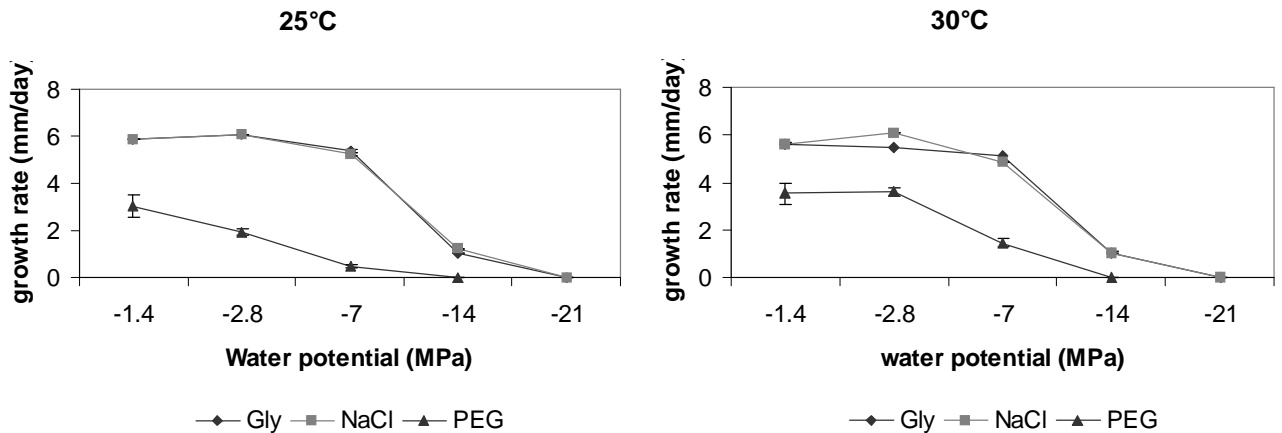 25°C
growth rate (mm/day)
8
6
4
2
0
-1.4 -2.8 -7 -14 -21
Water potential (MPa)
Gly NaCl PEG
30°C
growth rate (mm/day)
8
6
4
2
0
-1.4 -2.8 -7 -14 -21
water potential (MPa)
Gly NaCl PEG